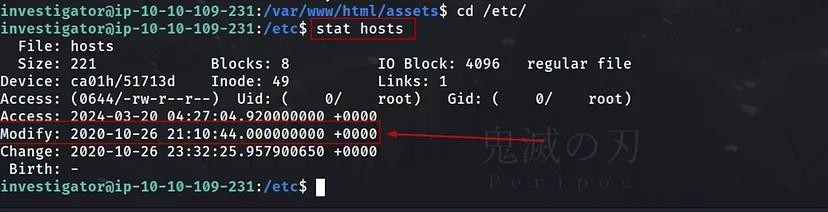 investigator@ip-10-10-109-231:/var/www/html/assets$ cd /etc/
investigator@ip-10-10-109-231:/etc$ stat hosts
  File: hosts
  Size: 221             Blocks: 8          IO Block: 4096   regular file
Device: ca01h/51713d    Inode: 49          Links: 1
Access: (0644/-rw-r--r--)  Uid: (    0/    root)   Gid: (    0/    root)
Access: 2024-03-20 04:27:04.920000000 +0000
Modify: 2020-10-26 21:10:44.000000000 +0000
Change: 2020-10-26 23:32:25.957900650 +0000
 Birth: -
investigator@ip-10-10-109-231:/etc$
鬼滅の刃
Peripoc